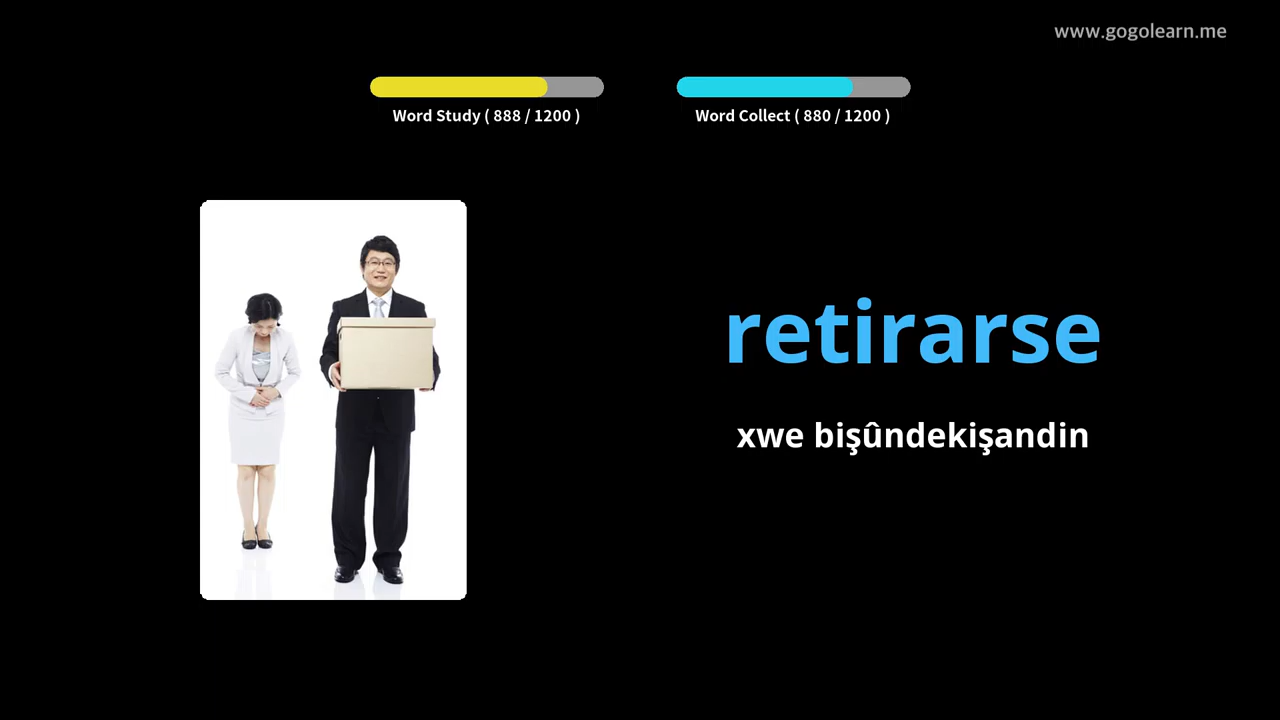 www.gogolearn.me
Word Study ( 888 / 1200 )
Word Collect ( 880 / 1200 )
retirarse
xwe bişûndekişandin